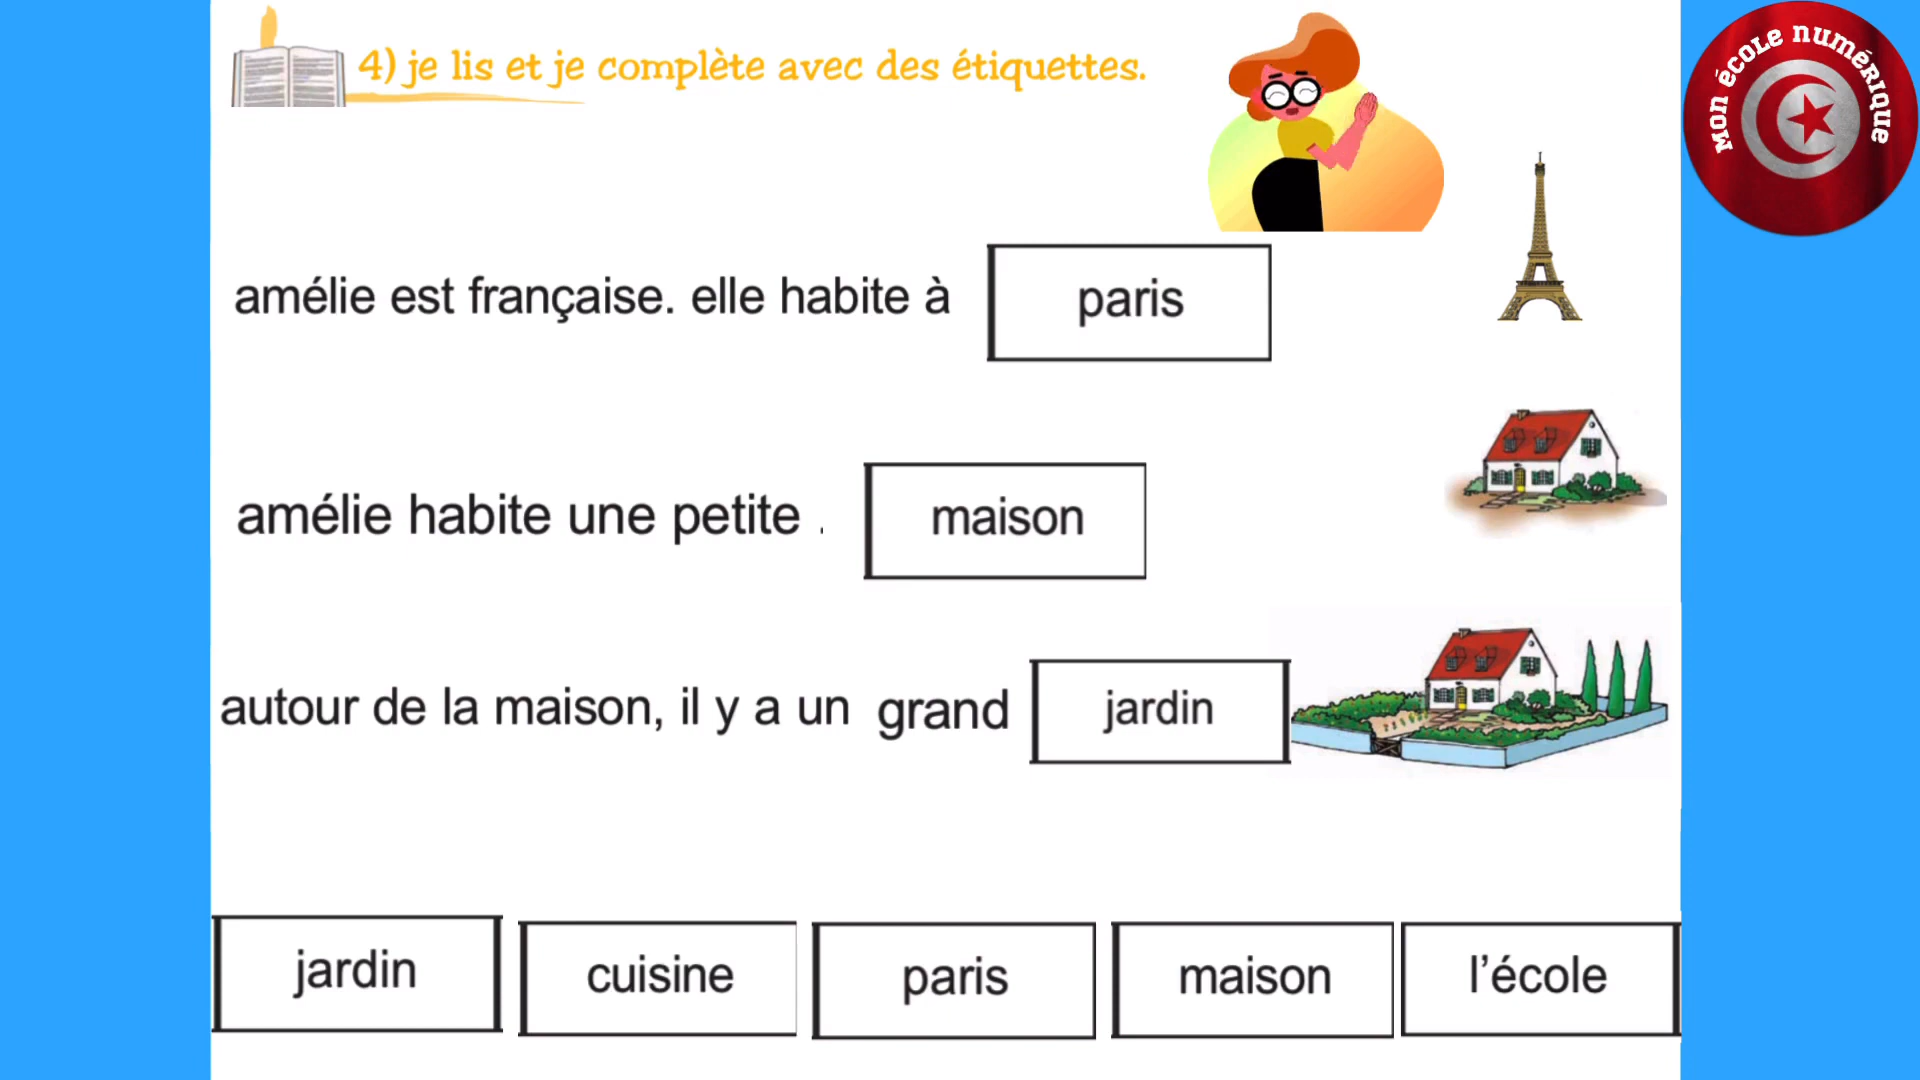 4) je lis et je complète avec des étiquettes.
Mon école numérique
amélie est française. elle habite à paris
amélie habite une petite . maison
autour de la maison, il y a un grand jardin
jardin cuisine paris maison l'école